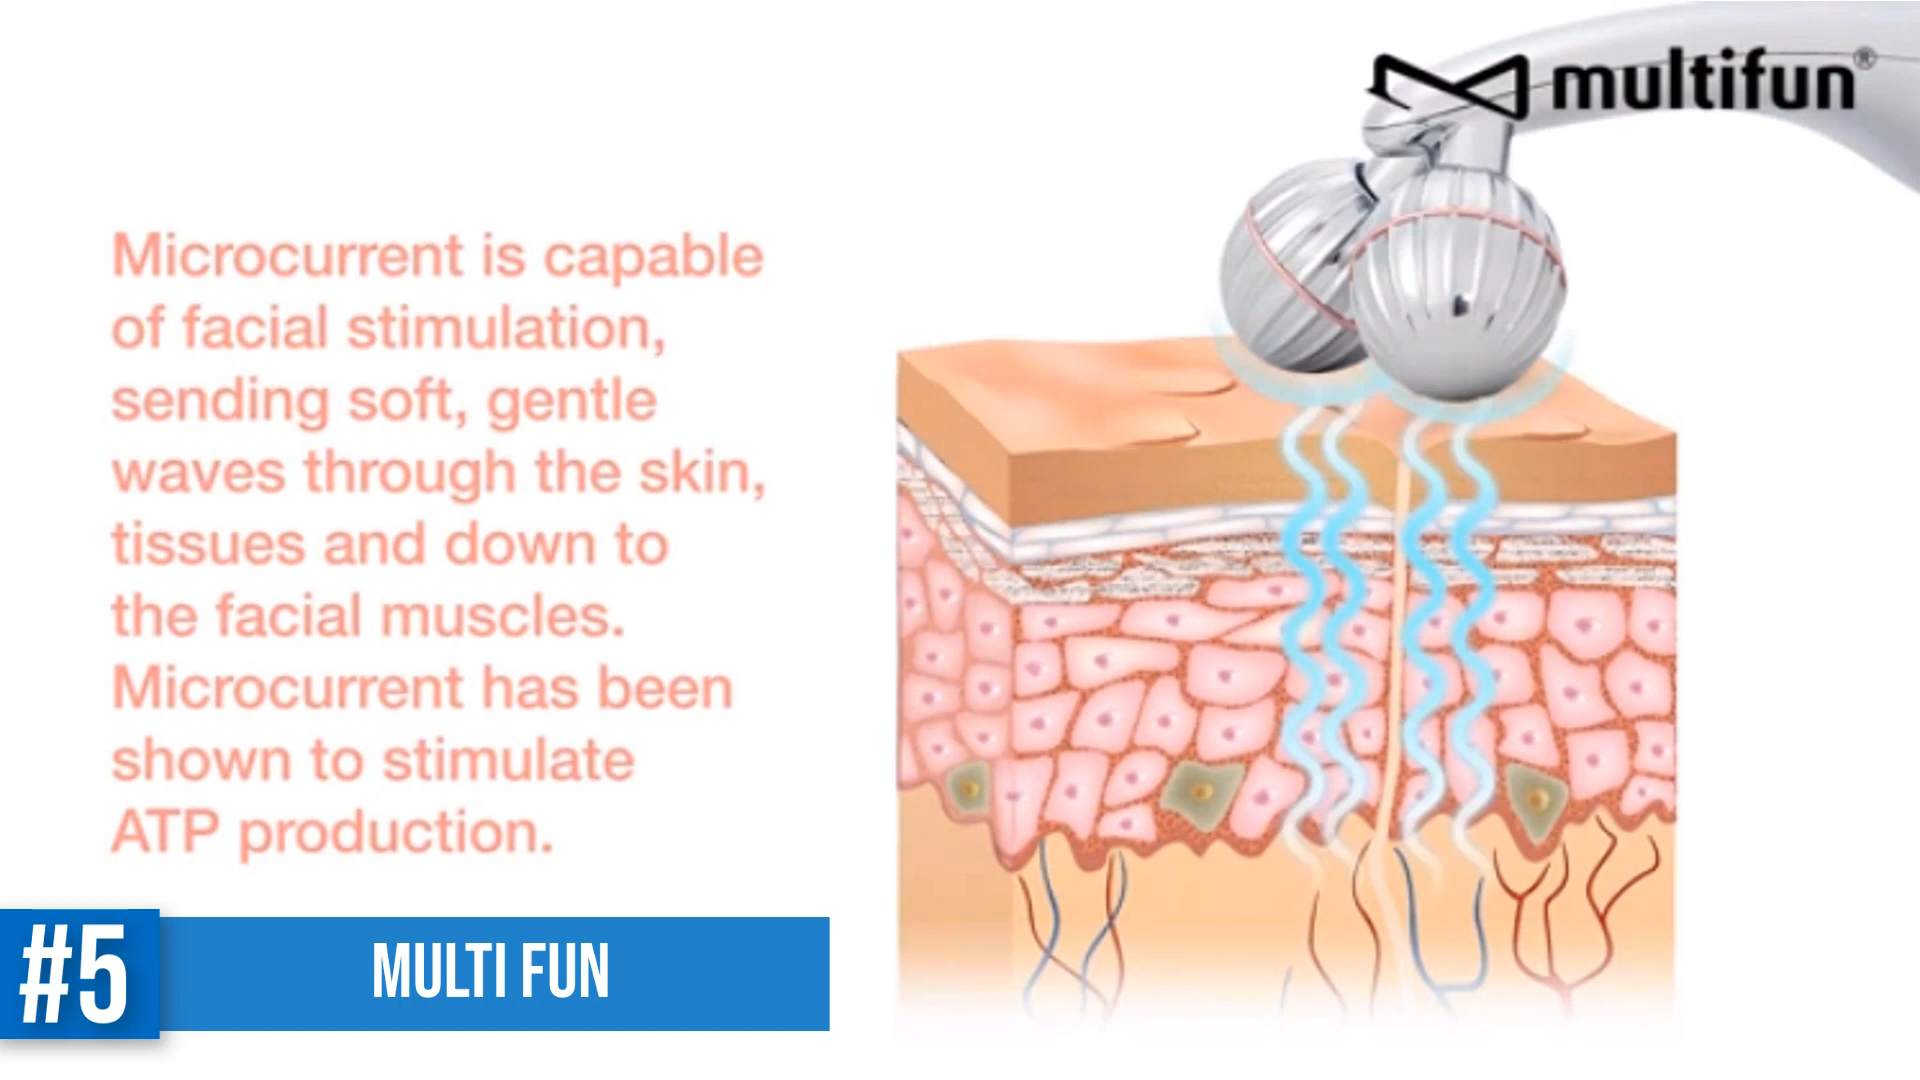 multifun®
Microcurrent is capable
of facial stimulation,
sending soft, gentle
waves through the skin,
tissues and down to
the facial muscles.
Microcurrent has been
shown to stimulate
ATP production.
#5
MULTI FUN